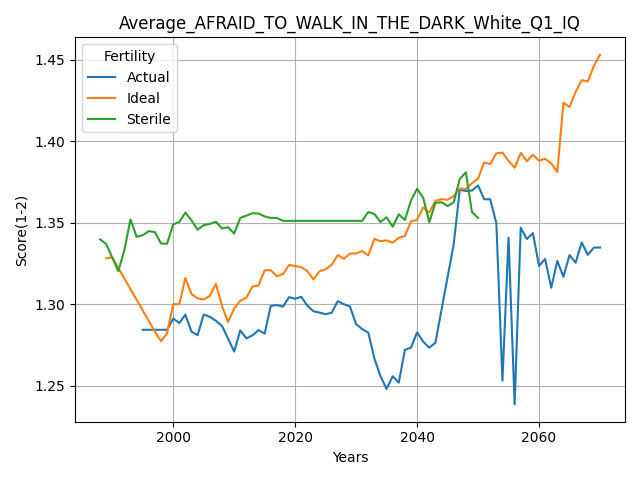 Average_AFRAID_TO_WALK_IN_THE_DARK_White_Q1_IQ
Fertility
Actual
Ideal
Sterile
Score(1-2)
1.45
1.40
1.35
1.30
1.25
2000 2020 2040 2060
Years